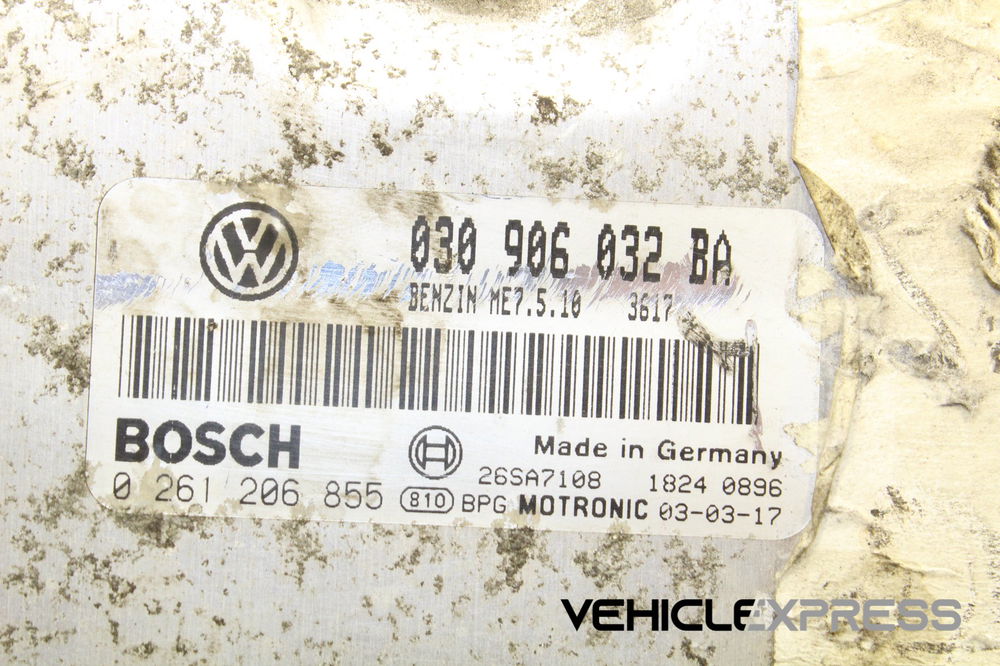 030 906 032 BA
BENZIN ME7.5.10 3617
BOSCH
Made in Germany
26SA7108 1824 0896
0 261 206 855 810 BPG MOTRONIC 03-03-17
VEHICLEXPRESS